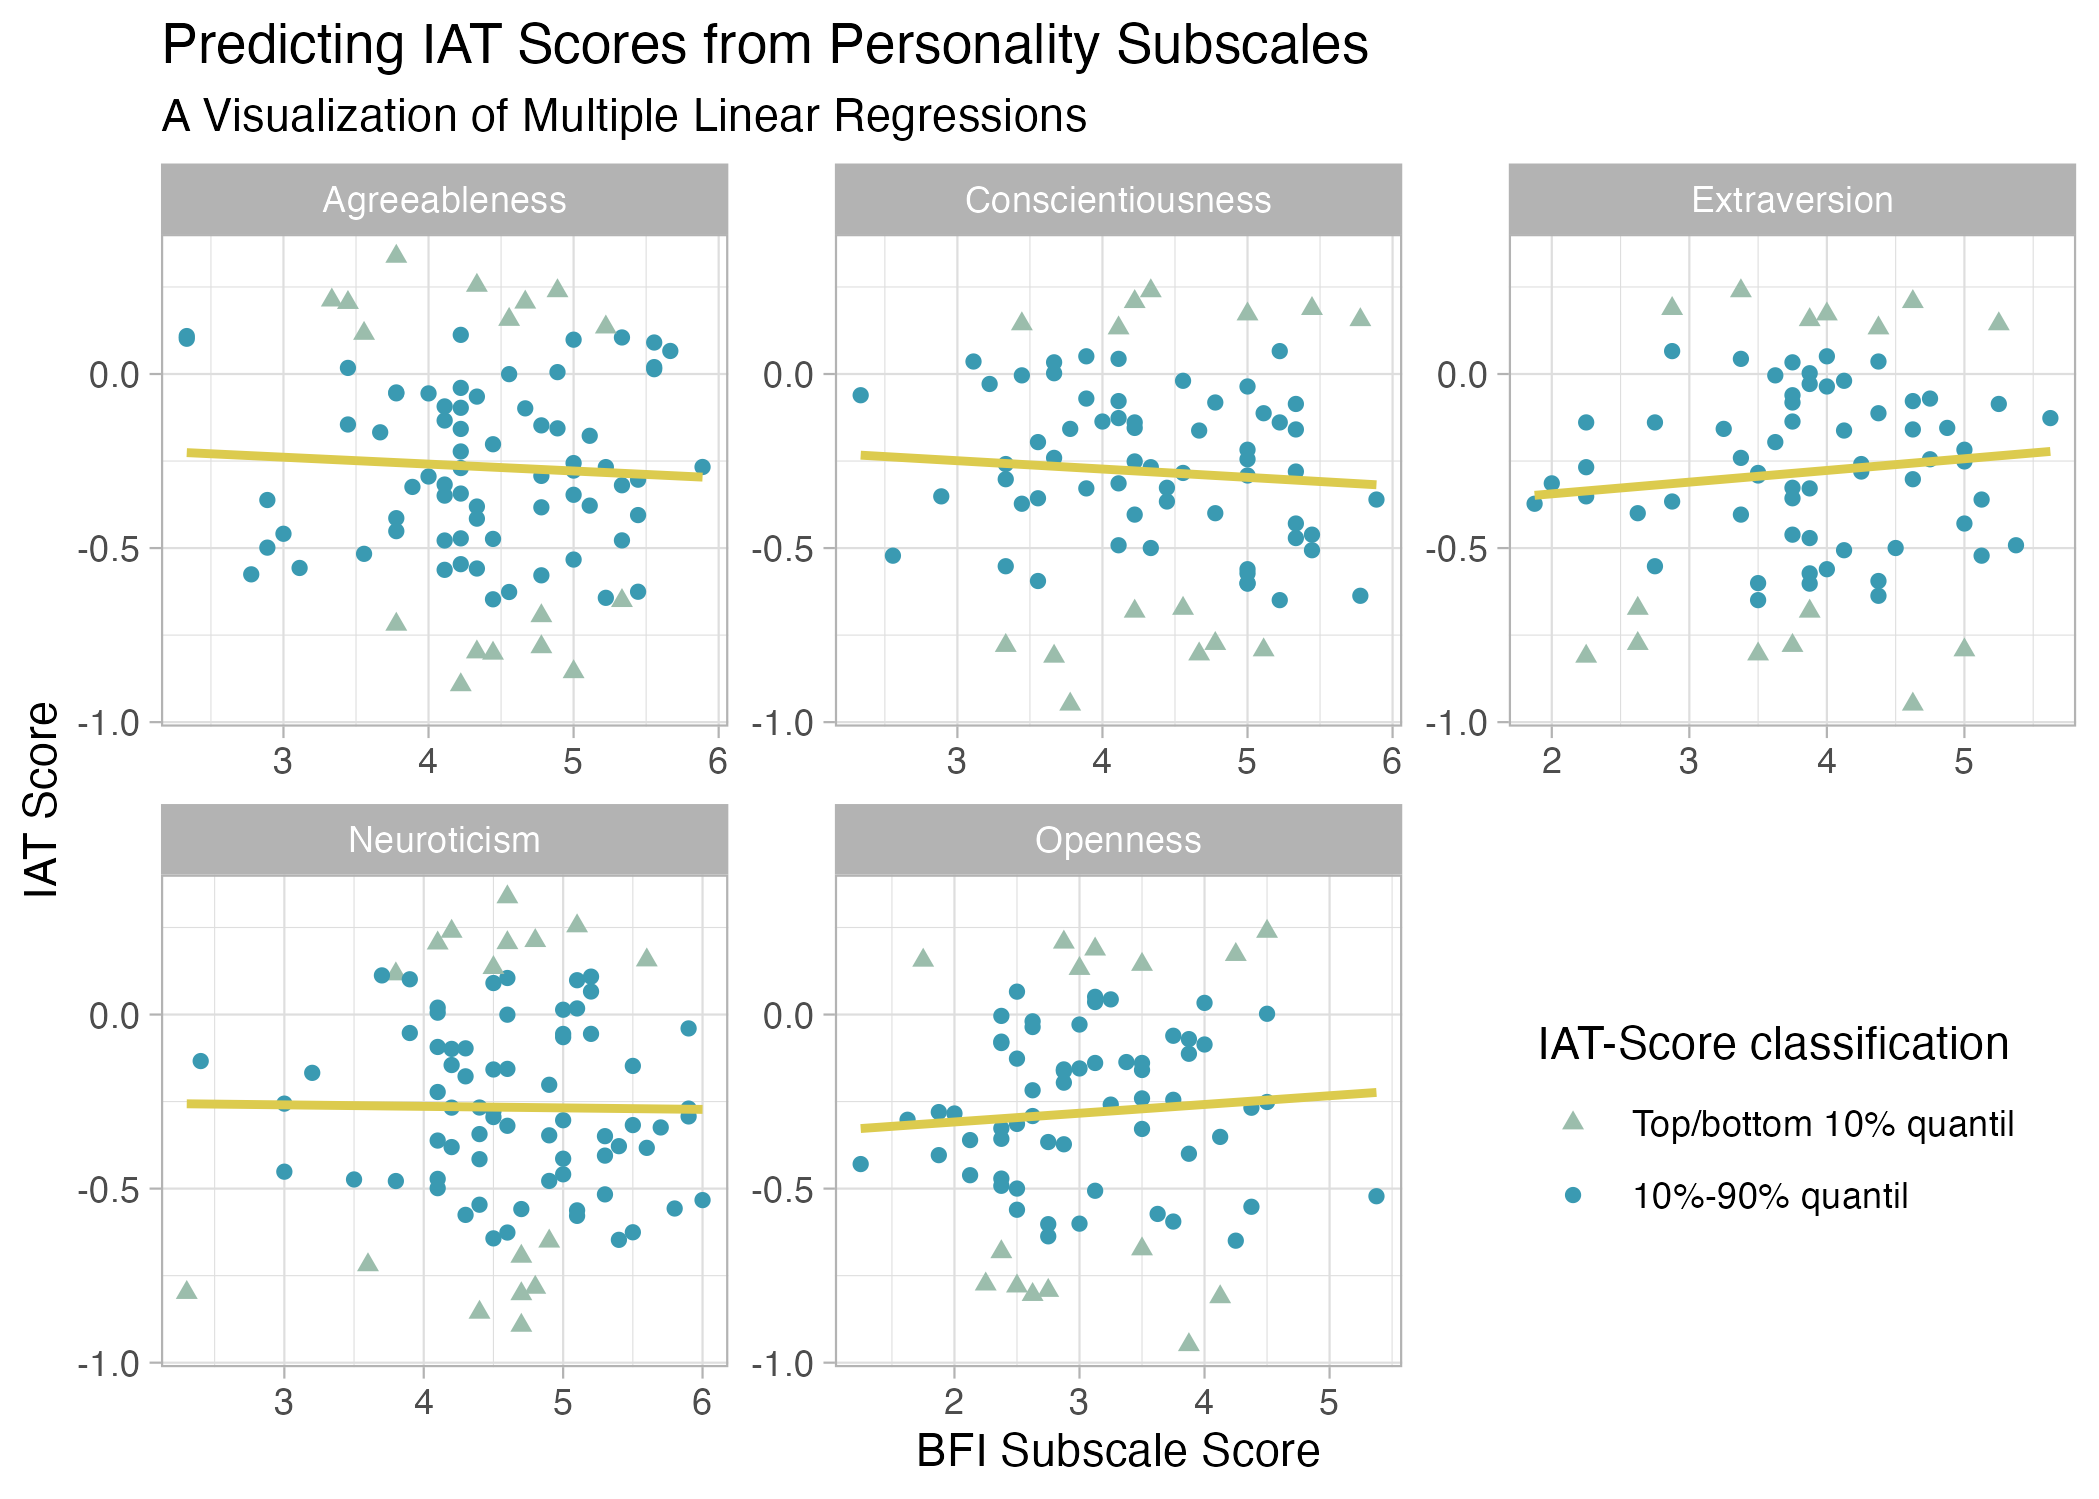 Predicting IAT Scores from Personality Subscales
A Visualization of Multiple Linear Regressions
Agreeableness
Conscientiousness
Extraversion
0.0
-0.5
-1.0
3 4 5 6
0.0
-0.5
-1.0
3 4 5 6
0.0
-0.5
-1.0
2 3 4 5
IAT Score
Neuroticism
Openness
0.0
-0.5
-1.0
3 4 5 6
0.0
-0.5
-1.0
2 3 4 5
BFI Subscale Score
IAT-Score classification
Top/bottom 10% quantil
10%-90% quantil